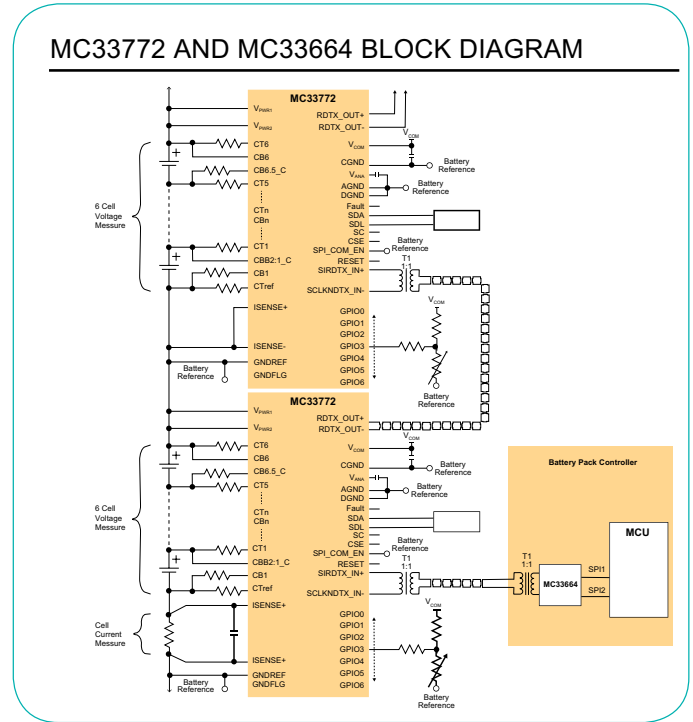 MC33772 AND MC33664 BLOCK DIAGRAM
MC33772
VPWR1
VPWR2
CT6
CB6
CB6.5_C
CT5
CTn
CBn
CT1
CBB2:1_C
CB1
CTref
ISENSE+
ISENSE-
GNDREF
GNDFLG
RDTX_OUT+
RDTX_OUT-
VCOM
CGND
VANA
AGND
DGND
Fault
SDA
SDL
SC
CSE
SPI_COM_EN
RESET
SIRDTX_IN+
SCLKNDTX_IN-
GPIO0
GPIO1
GPIO2
GPIO3
GPIO4
GPIO5
GPIO6
VCOM
Battery
Reference
Battery
Reference
Battery
Reference
T1
1:1
VCOM
Battery
Reference
6 Cell
Voltage
Messure
+
+
Battery
Reference
MC33772
VPWR1
VPWR2
CT6
CB6
CB6.5_C
CT5
CTn
CBn
CT1
CBB2:1_C
CB1
CTref
ISENSE+
ISENSE+
GNDREF
GNDFLG
RDTX_OUT+
RDTX_OUT-
VCOM
CGND
VANA
AGND
DGND
Fault
SDA
SDL
SC
CSE
SPI_COM_EN
RESET
SIRDTX_IN+
SCLKNDTX_IN-
GPIO0
GPIO1
GPIO2
GPIO3
GPIO4
GPIO5
GPIO6
VCOM
Battery
Reference
Battery
Reference
Battery
Reference
T1
1:1
VCOM
Battery
Reference
6 Cell
Voltage
Messure
+
+
Cell
Current
Messure
Battery
Reference
Battery Pack Controller
T1
1:1
MC33664
SPI1
SPI2
MCU